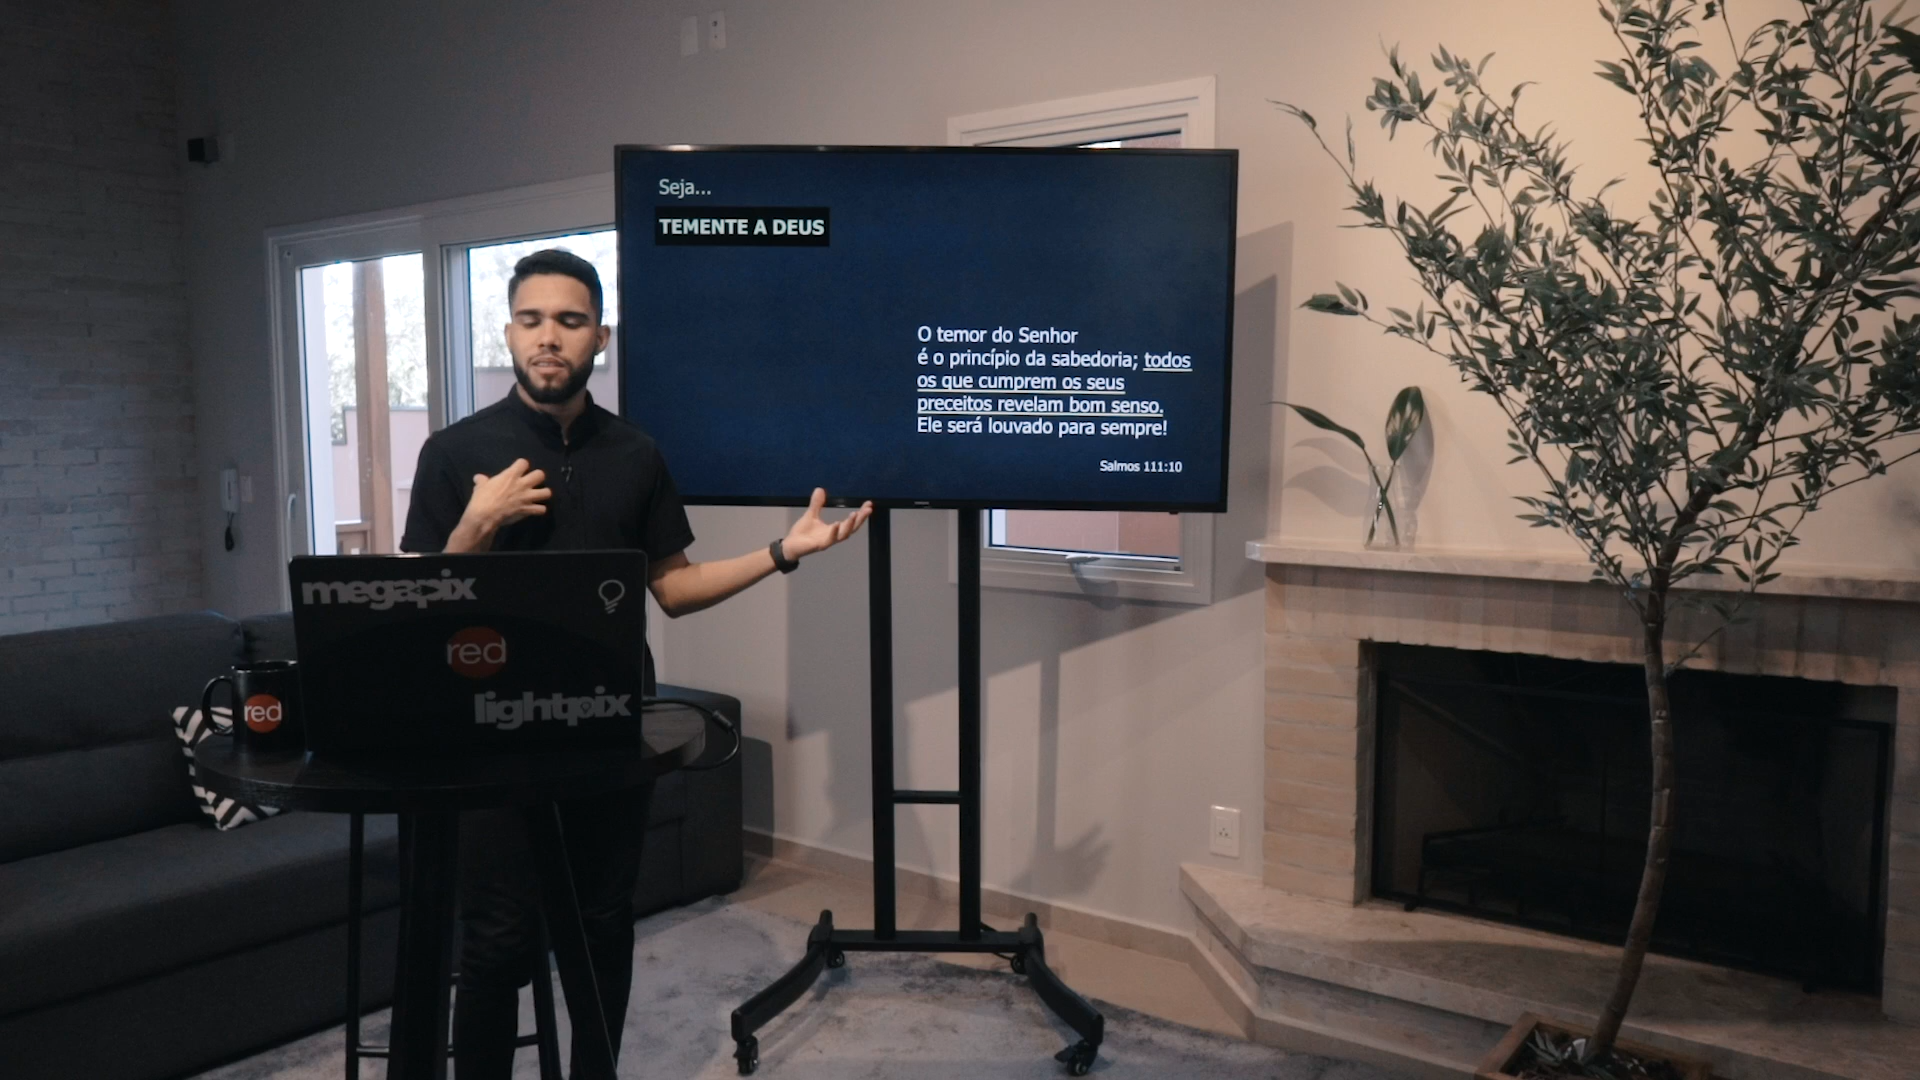 Seja...
TEMENTE A DEUS
O temor do Senhor
é o princípio da sabedoria; todos
os que cumprem os seus
preceitos revelam bom senso.
Ele será louvado para sempre!
Salmos 111:10
megapix
red
lightpix
red